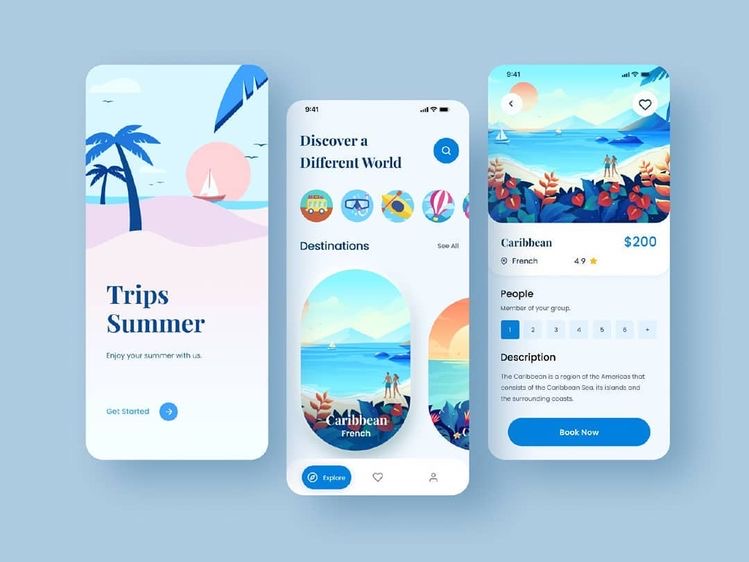 Trips
Summer
Enjoy your summer with us.
Get Started
9:41
Discover a
Different World
Destinations
See All
Caribbean
French
Explore
9:41
Caribbean
$200
French
4.9
People
Member of your group.
1 2 3 4 5 6 +
Description
The Caribbean is a region of the Americas that
consists of the Caribbean Sea, its islands and
the surrounding coasts.
Book Now